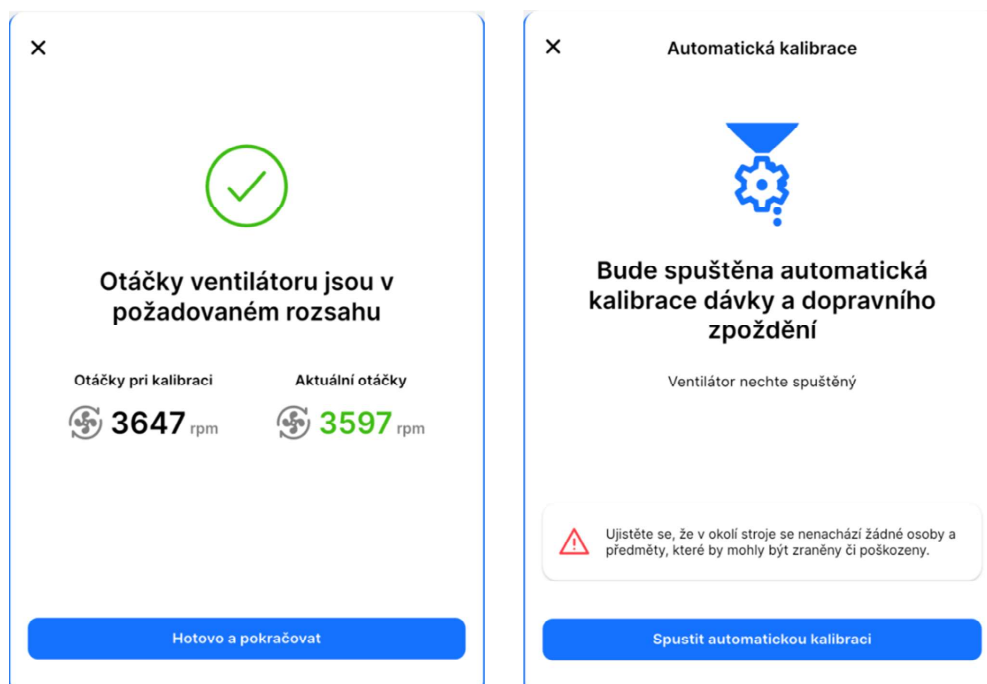 Otáčky ventilátoru jsou v
požadovaném rozsahu
Otáčky pri kalibraci
Aktuální otáčky
3647 rpm
3597 rpm
Hotovo a pokračovat
Automatická kalibrace
Bude spuštěna automatická
kalibrace dávky a dopravního
zpoždění
Ventilátor nechte spuštěný
Ujistěte se, že v okolí stroje se nenachází žádné osoby a
předměty, které by mohly být zraněny či poškozeny.
Spustit automatickou kalibraci